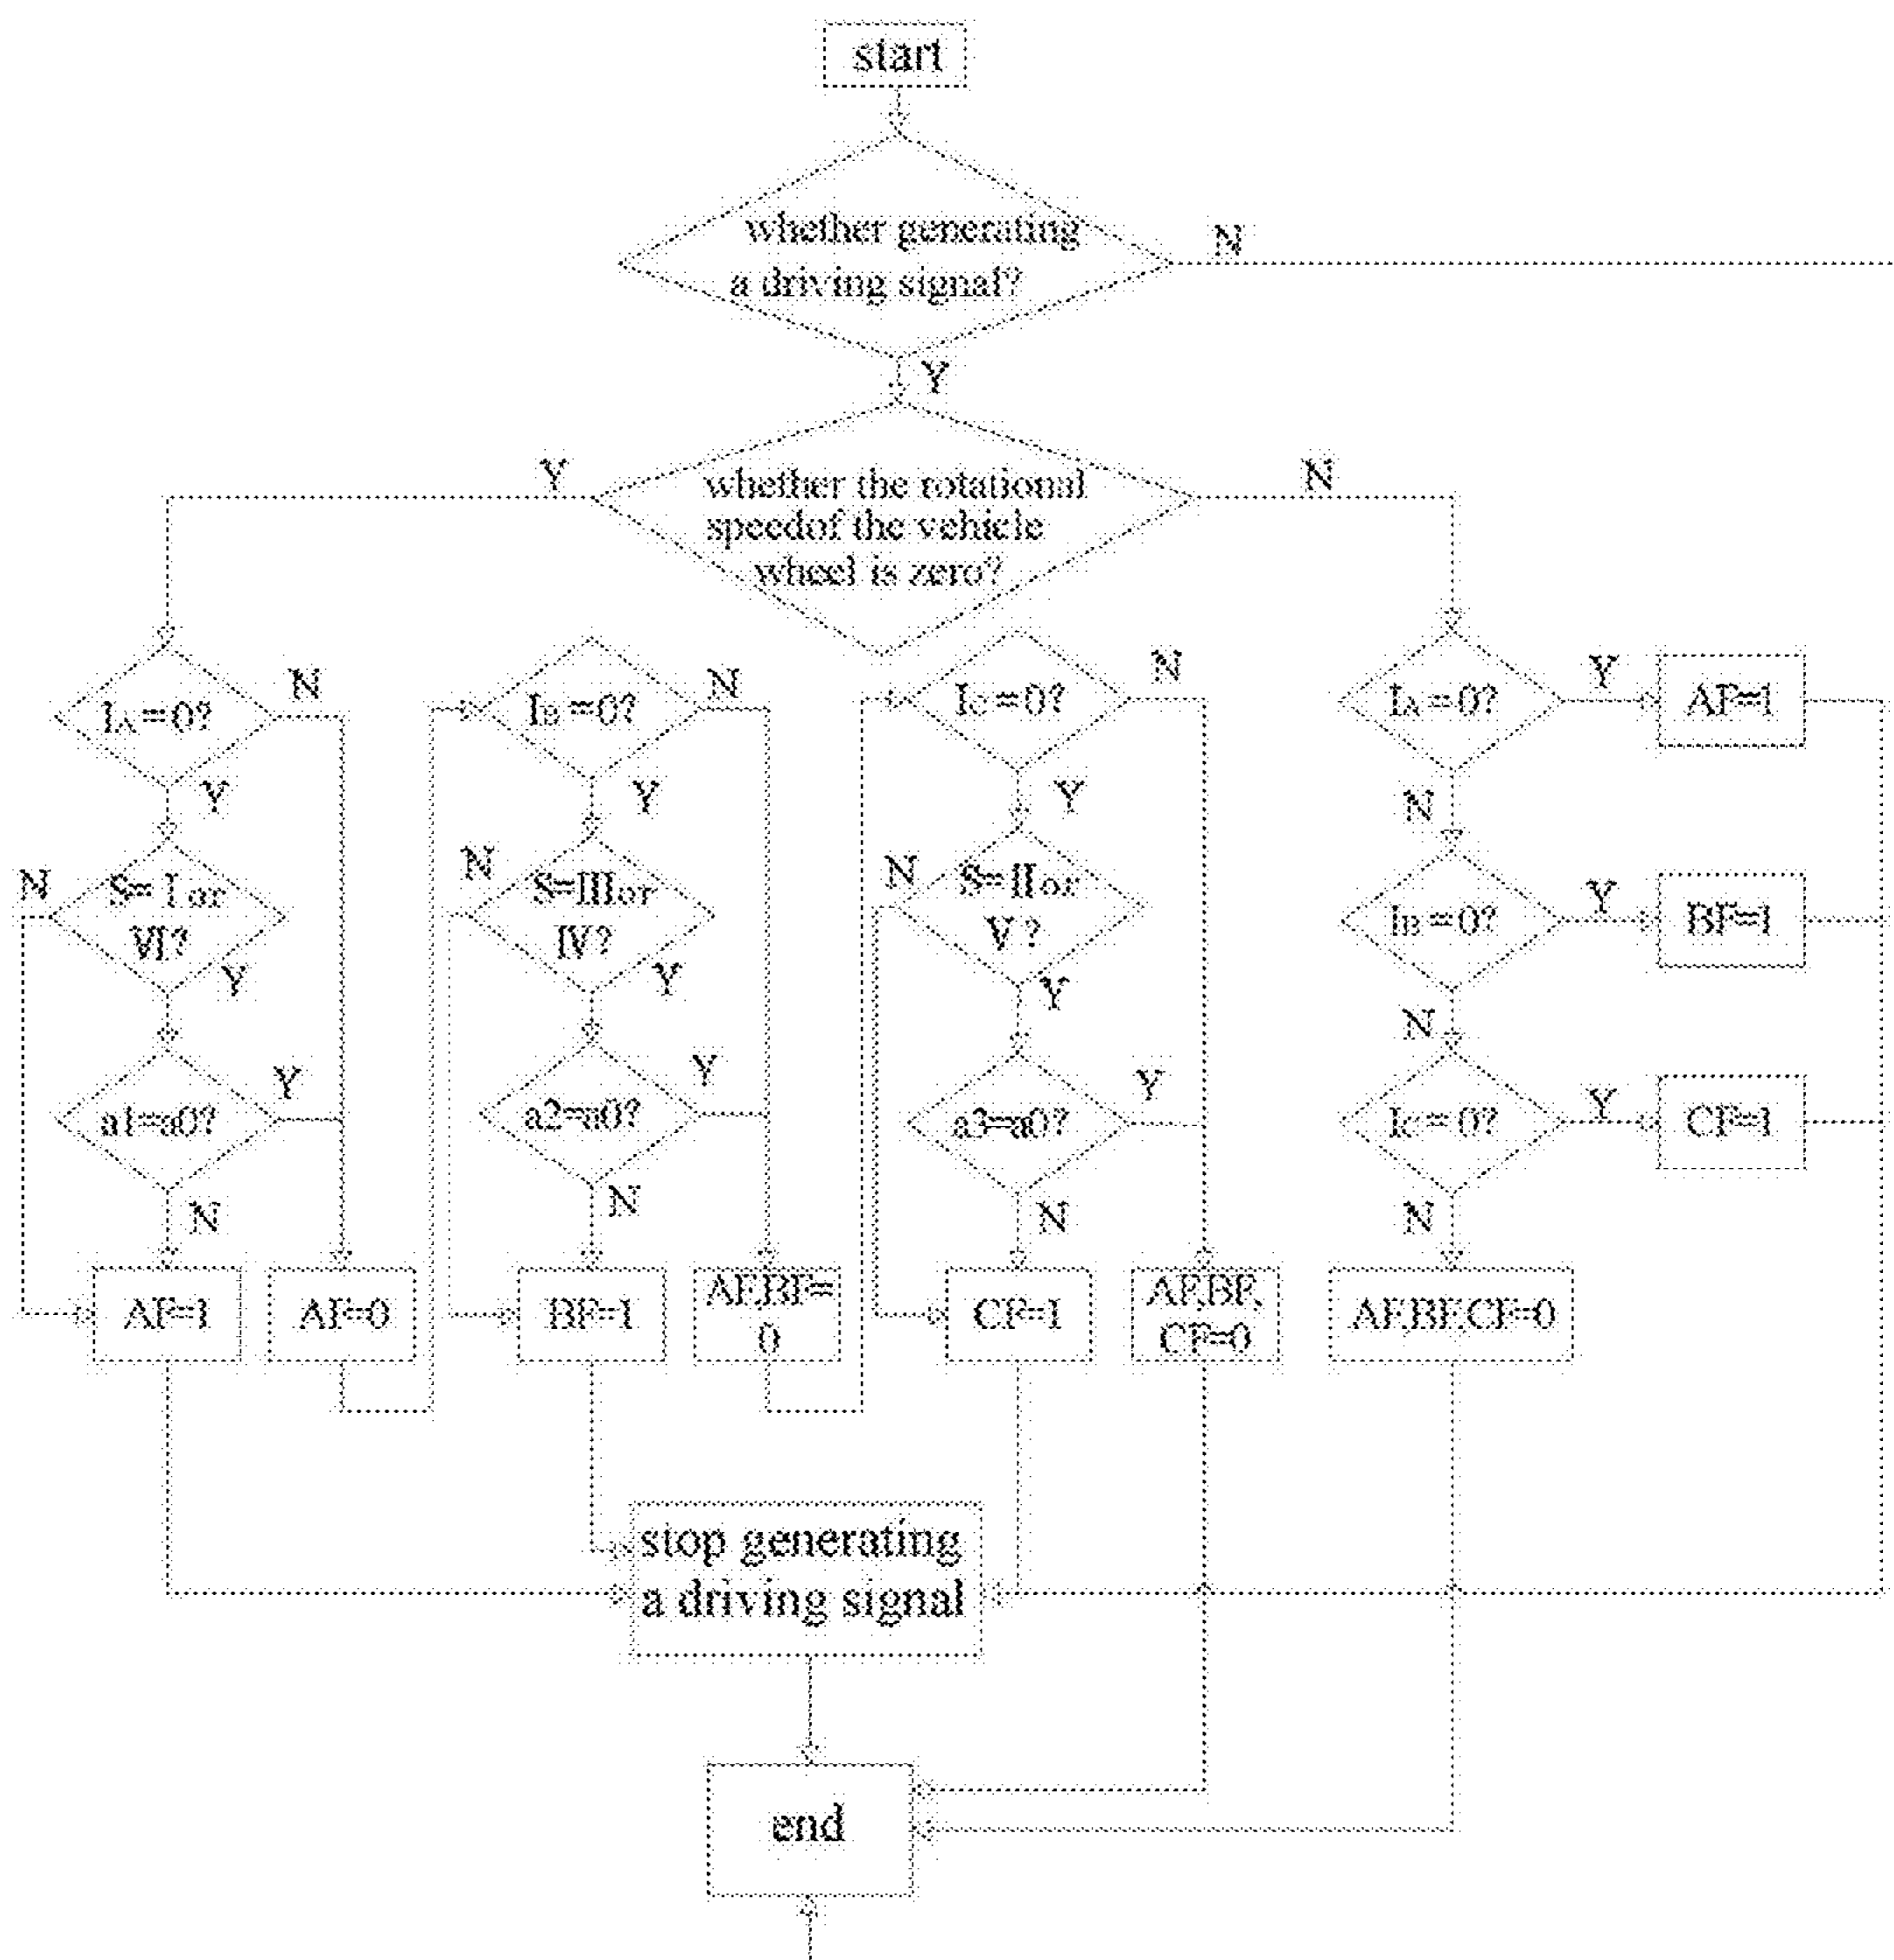 start
whether generating
a driving signal?
N
Y
whether the rotational
speedof the vehicle
wheel is zero?
Y
N
IA=0?
N
Y
S= I or
VI?
N
Y
a1=a0?
Y
N
AF=1
AF=0
IB=0?
N
Y
S=III or
IV?
N
Y
a2=a0?
Y
N
BF=1
AF,BF=
0
IC=0?
N
Y
S=II or
V?
N
Y
a3=a0?
Y
N
CF=1
AF,BF,
CF=0
IA=0?
Y
AF=1
N
IB=0?
Y
BF=1
N
IC=0?
Y
CF=1
N
AF,BF,CF=0
stop generating
a driving signal
end